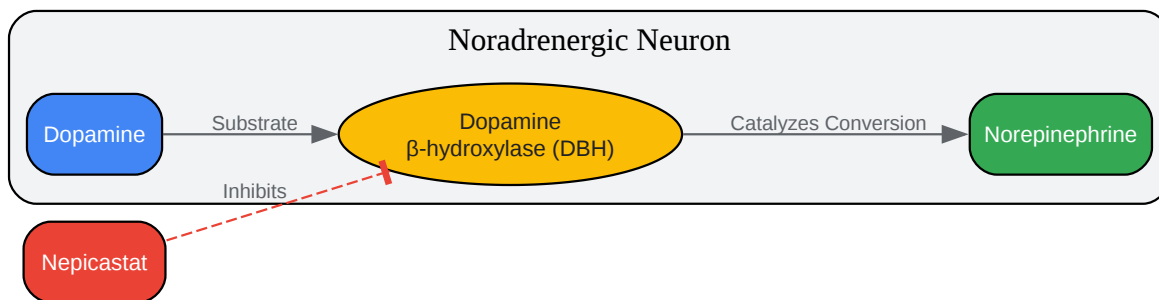 Noradrenergic Neuron
Dopamine
Substrate
Dopamine
β-hydroxylase (DBH)
Catalyzes Conversion
Norepinephrine
Inhibits
Nepicastat